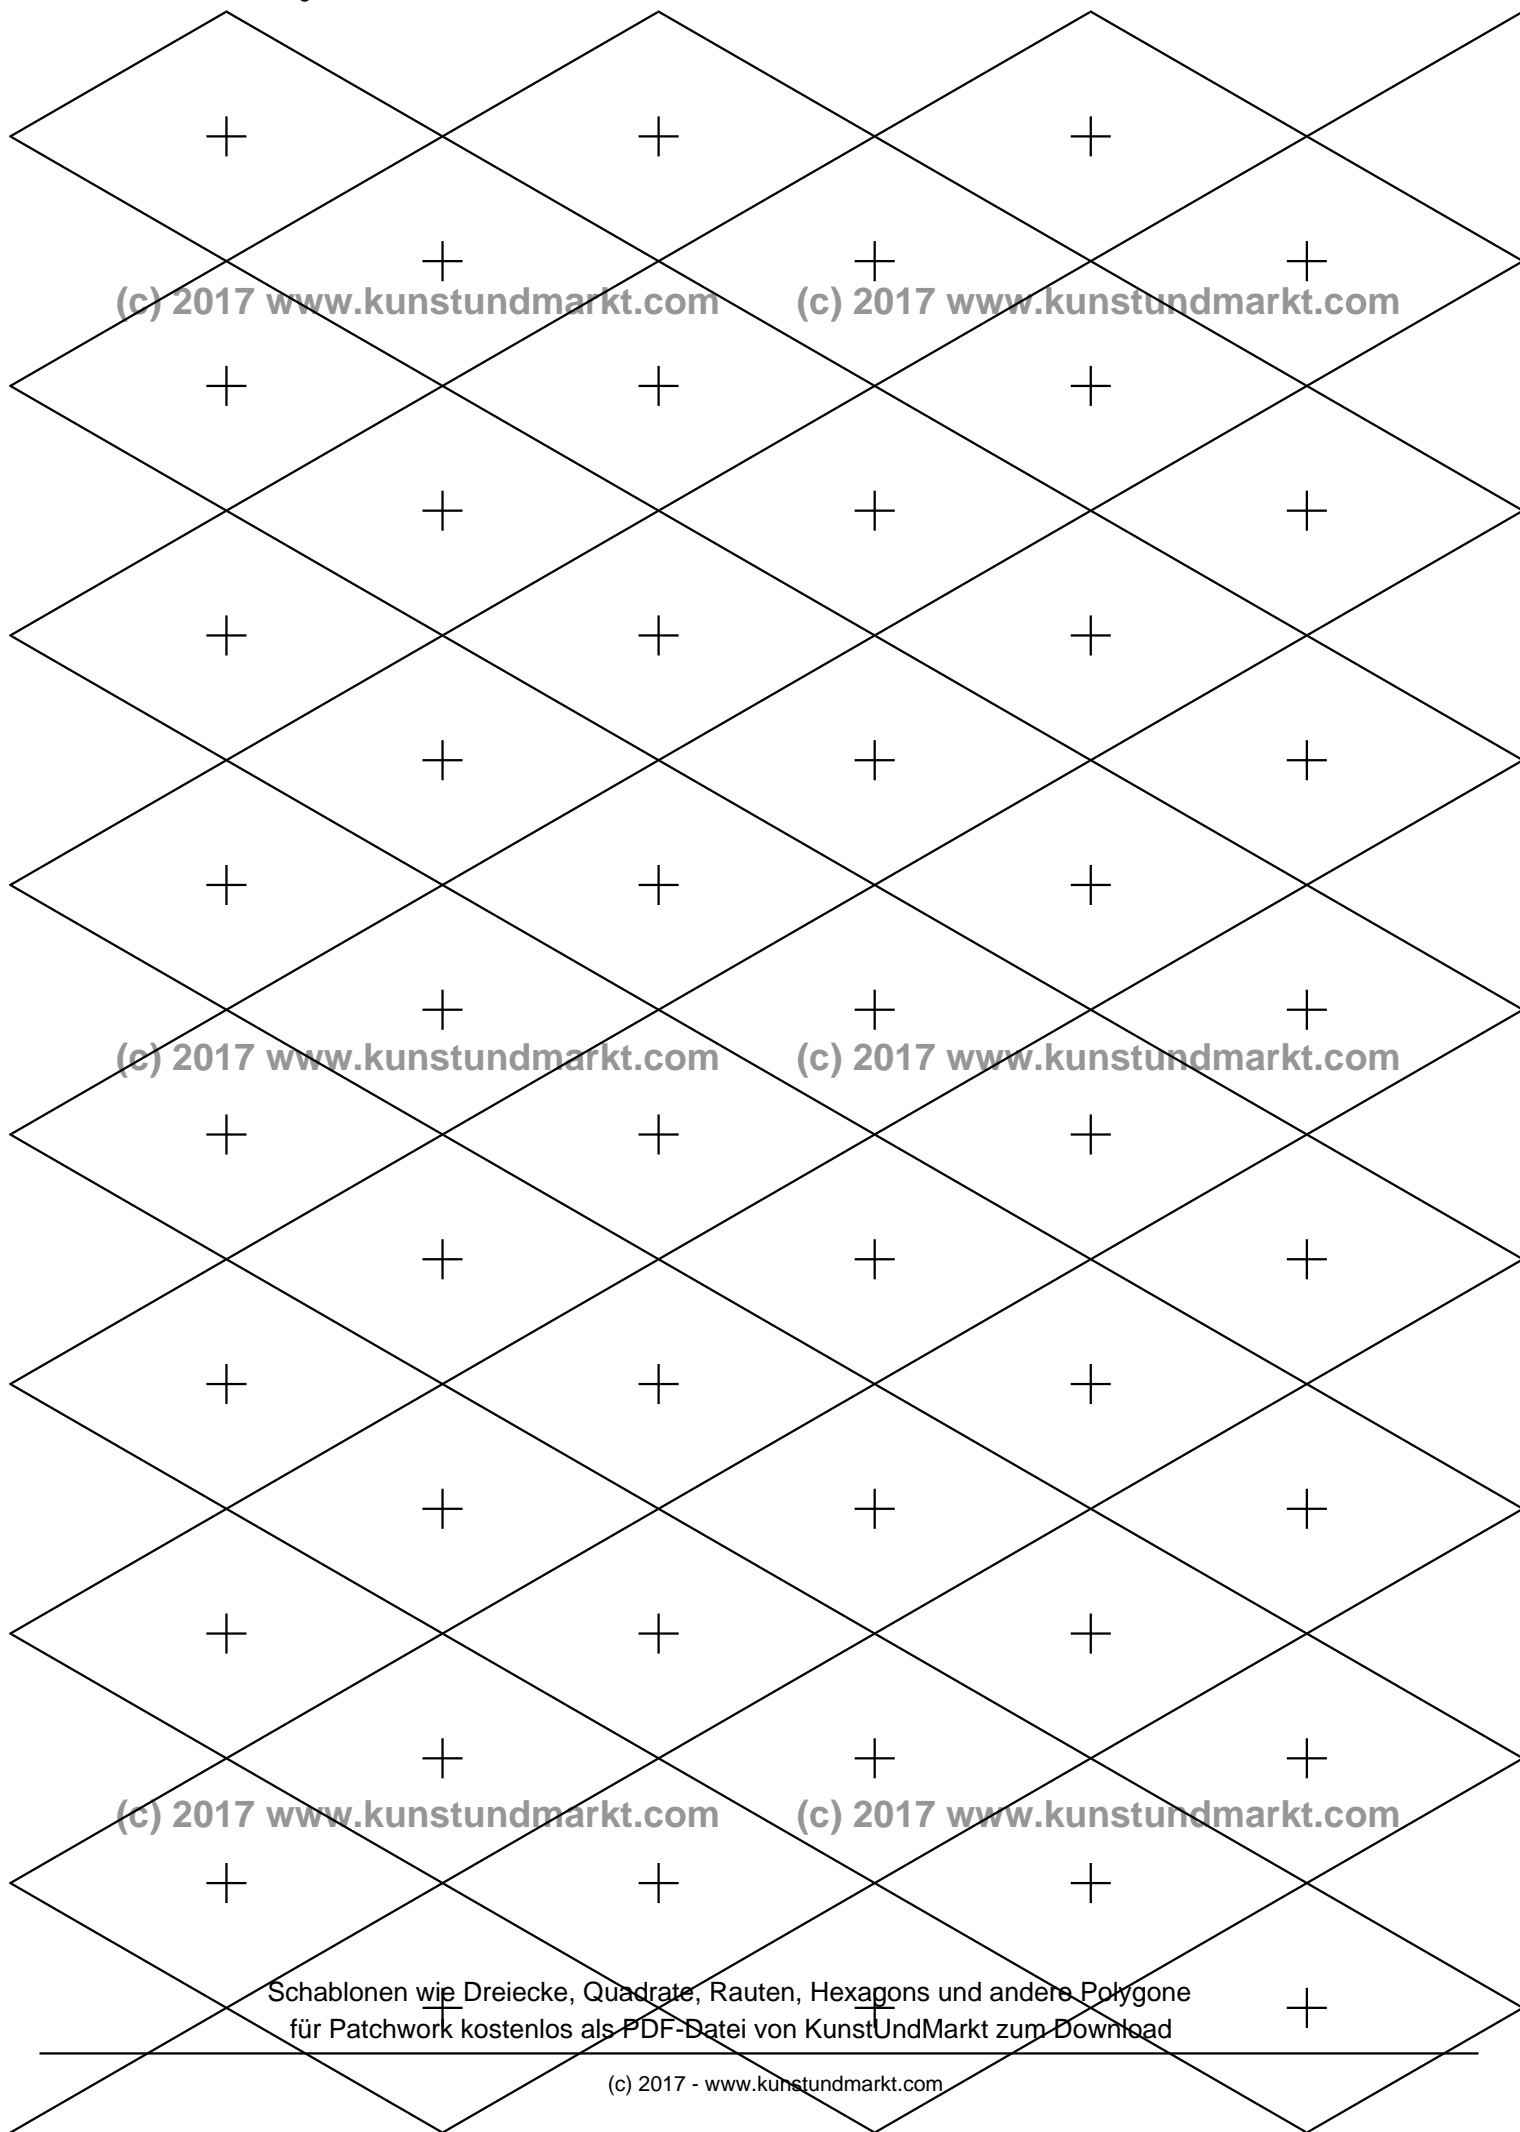 (c) 2017 www.kunstundmarkt.com (c) 2017 www.kunstundmarkt.com
(c) 2017 www.kunstundmarkt.com (c) 2017 www.kunstundmarkt.com
(c) 2017 www.kunstundmarkt.com (c) 2017 www.kunstundmarkt.com
Schablonen wie Dreiecke, Quadrate, Rauten, Hexagons und andere Polygone
für Patchwork kostenlos als PDF-Datei von KunstUndMarkt zum Download
(c) 2017 - www.kunstundmarkt.com